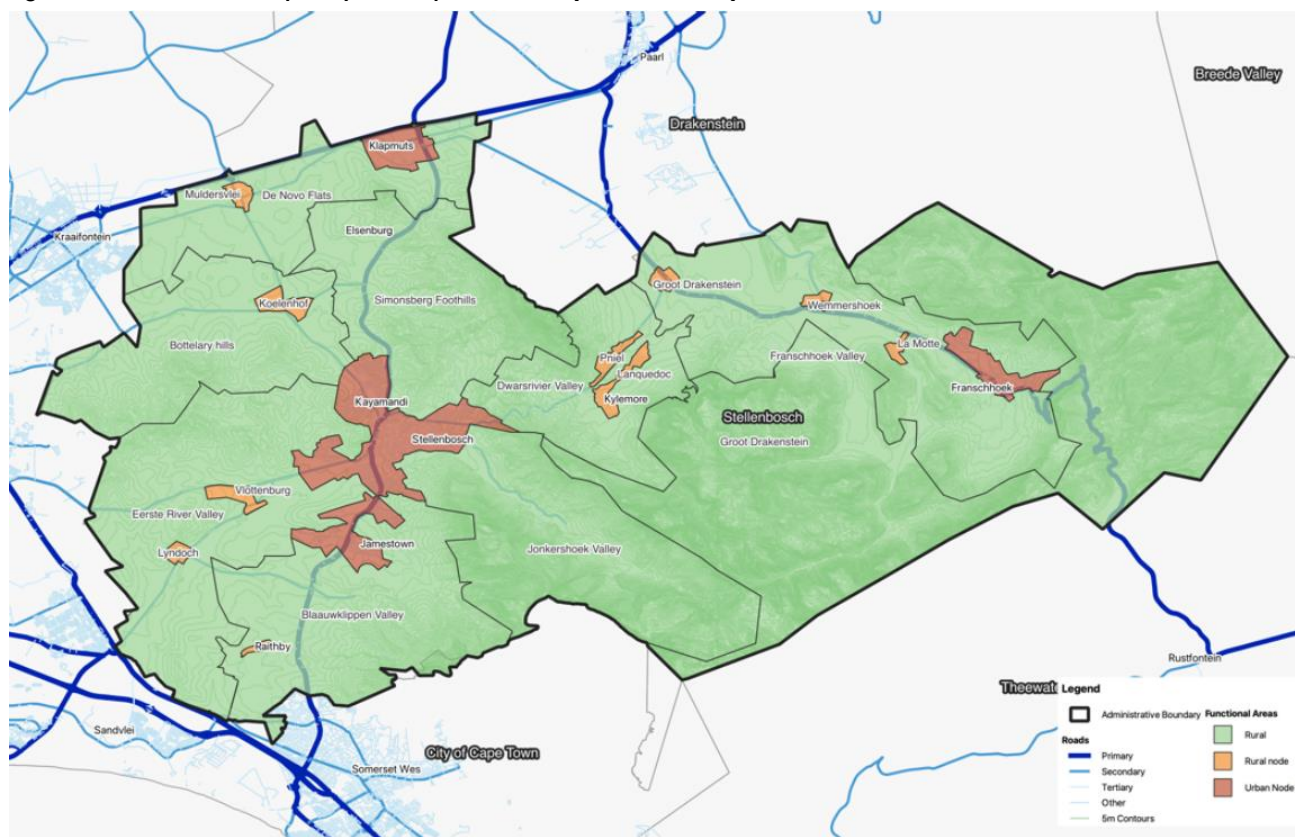 Paarl
Breede Valley
Drakenstein
Klapmuts
Muldersvlei
De Novo Flats
Kraaifontein
Elsenburg
Groot Drakenstein
Koelenhof
Simonsberg Foothills
Wemmershoek
Bottelary hills
La Motte
Pniel
Franschhoek Valley
Lanquedoc
Dwarsrivier Valley
Franschhoek
Kayamandi
Kylemore
Stellenbosch
Stellenbosch
Groot Drakenstein
Vlottenburg
Eerste River Valley
Lyndoch
Jamestown
Jonkershoek Valley
Blaauwklippen Valley
Raithby
Rustfontein
Theewat
Sandvlei
City of Cape Town
Somerset Wes
Legend
Administrative Boundary
Roads
Primary
Secondary
Tertiary
Other
5m Contours
Functional Areas
Rural
Rural node
Urban Node